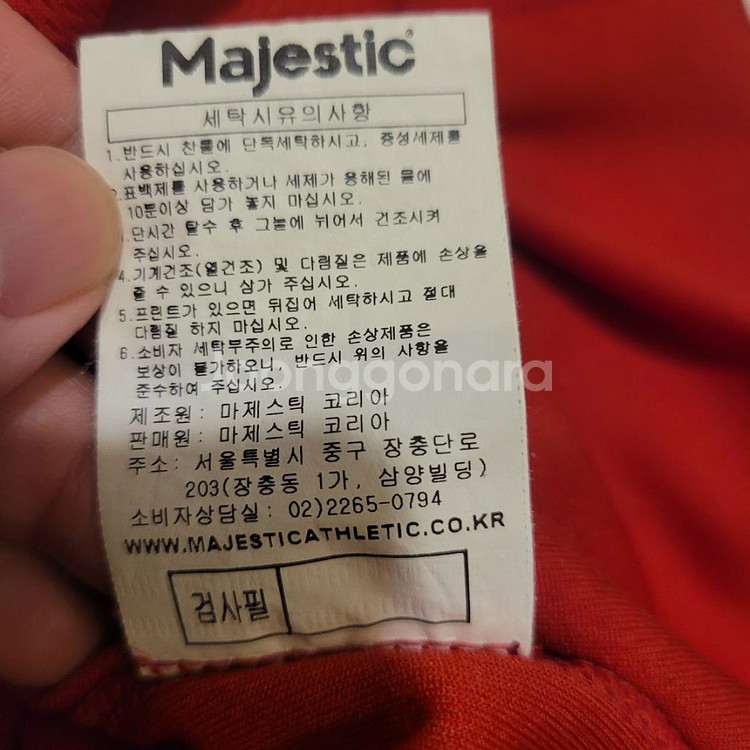 Majestic®
세탁시유의사항
1.반드시 찬물에 단독세탁하시고, 중성세제를
사용하십시오.
2.표백제를 사용하거나 세제가 용해된 물에
10분이상 담가 놓지 마십시오.
.단시간 탈수 후 그늘에 뉘어서 건조시켜
주십시오.
4.기계건조(열건조) 및 다림질은 제품에 손상을
줄 수 있으니 삼가 주십시오.
5.프린트가 있으면 뒤집어 세탁하시고 절대
다림질 하지 마십시오.
6.소비자 세탁부주의로 인한 손상제품은
보상이 불가하오니, 반드시 위의 사항을
준수하여 주십시오.
Joonggonara
제조원: 마제스틱 코리아
판매원: 마제스틱 코리아
주소: 서울특별시 중구 장충단로
203(장충동 1가, 삼양빌딩)
소비자상담실: 02)2265-0794
WWW.MAJESTICATHLETIC.CO.KR
검사필